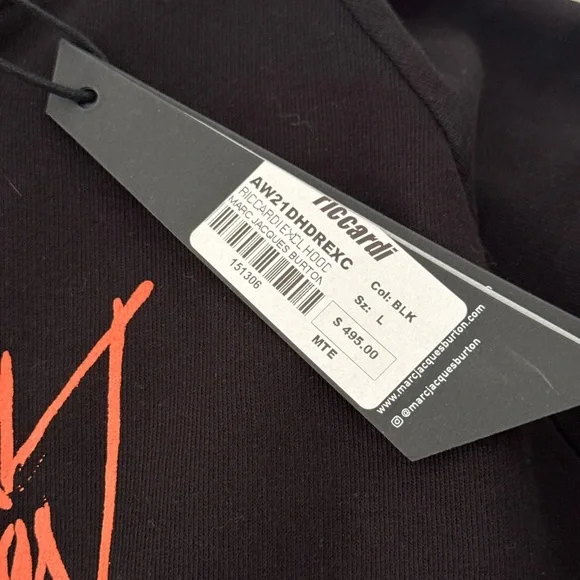 riccardi
AW21DHDREXC
RICCARDI EXCL HOOD
MARC JACQUES BURTON
151306
Col: BLK
Sz: L
$ 495.00
MTE
www.marcjacquesburton.com
@marcjacquesburton